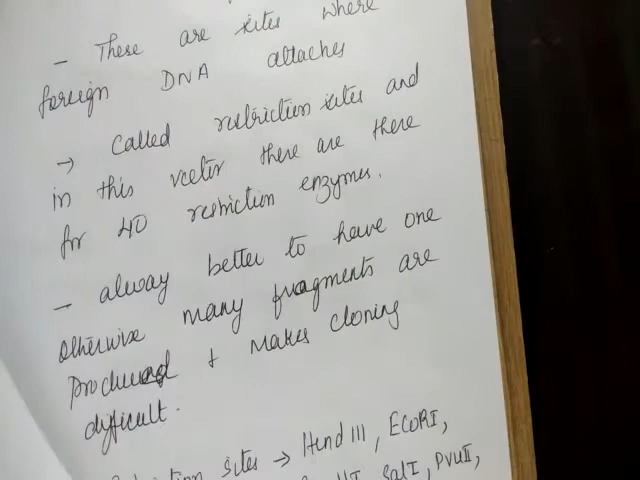 - These are sites where
foreign DNA attaches
→ Called restriction sites and
in this vector there are there
for 40 restriction enzymes.
- alway better to have one
otherwise many fragments are
produced + makes cloning
difficult.
sites → Hind III, ECORI,
SalI, PVUII,